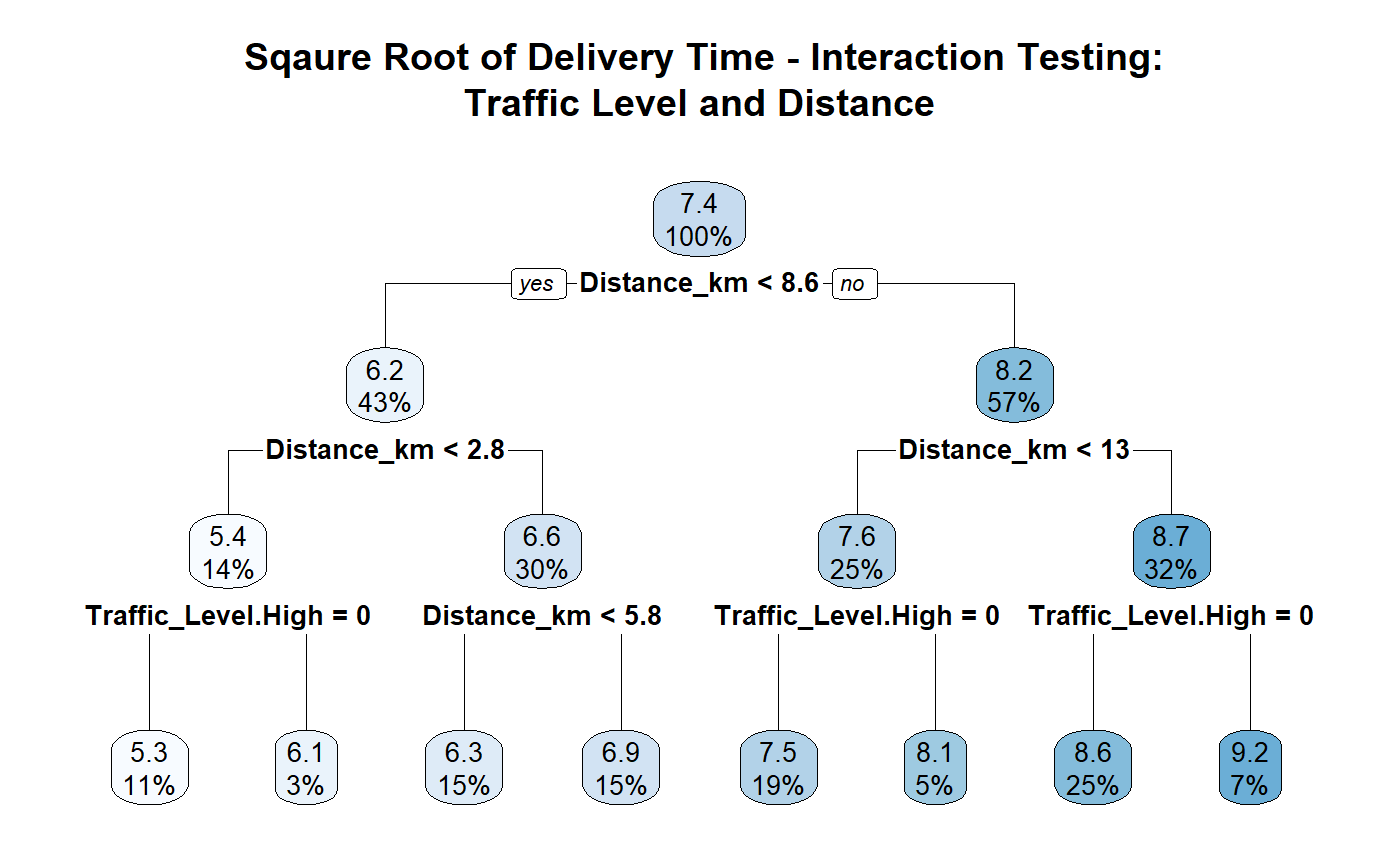 Sqaure Root of Delivery Time - Interaction Testing:
Traffic Level and Distance
7.4
100%
yes Distance_km < 8.6 no
6.2 8.2
43% 57%
Distance_km < 2.8 Distance_km < 13
5.4 6.6 7.6 8.7
14% 30% 25% 32%
Traffic_Level.High = 0 Distance_km < 5.8 Traffic_Level.High = 0 Traffic_Level.High = 0
5.3 6.1 6.3 6.9 7.5 8.1 8.6 9.2
11% 3% 15% 15% 19% 5% 25% 7%